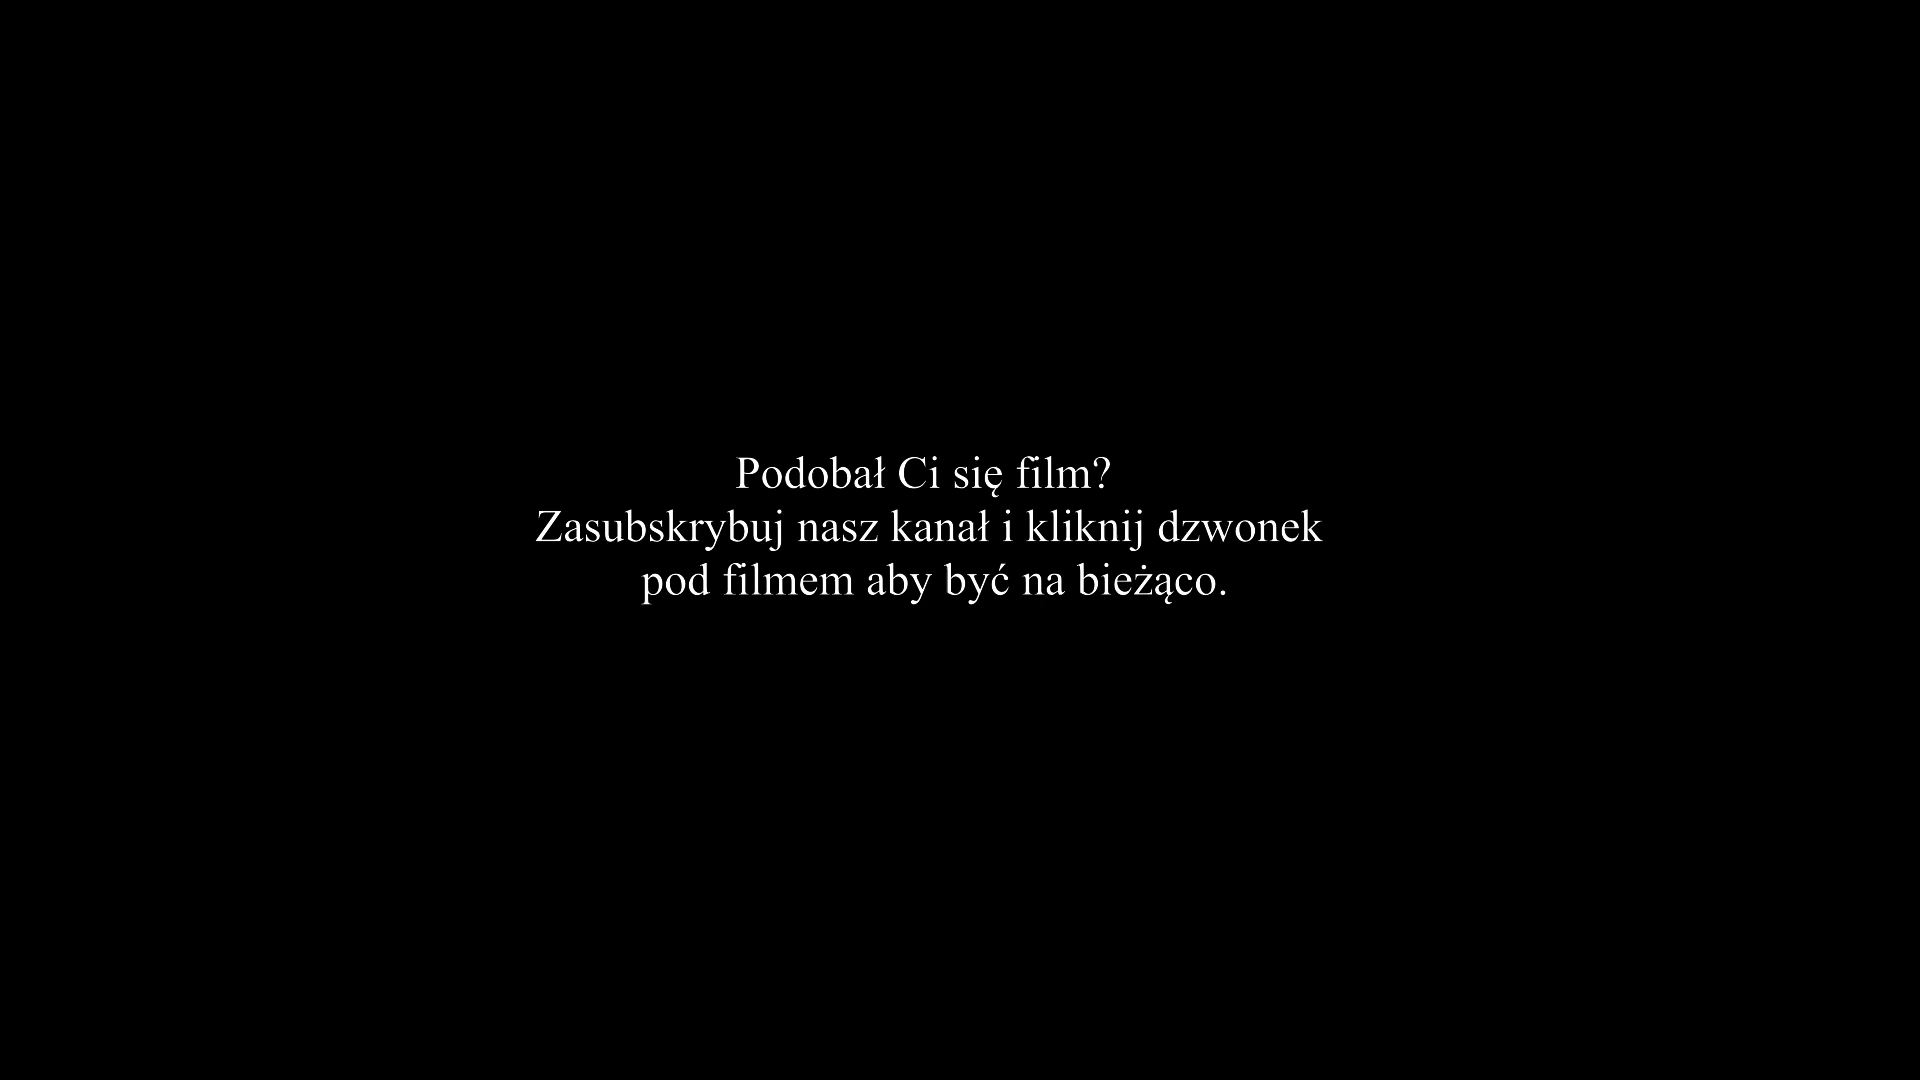 Podobał Ci się film?
Zasubskrybuj nasz kanał i kliknij dzwonek
pod filmem aby być na bieżąco.